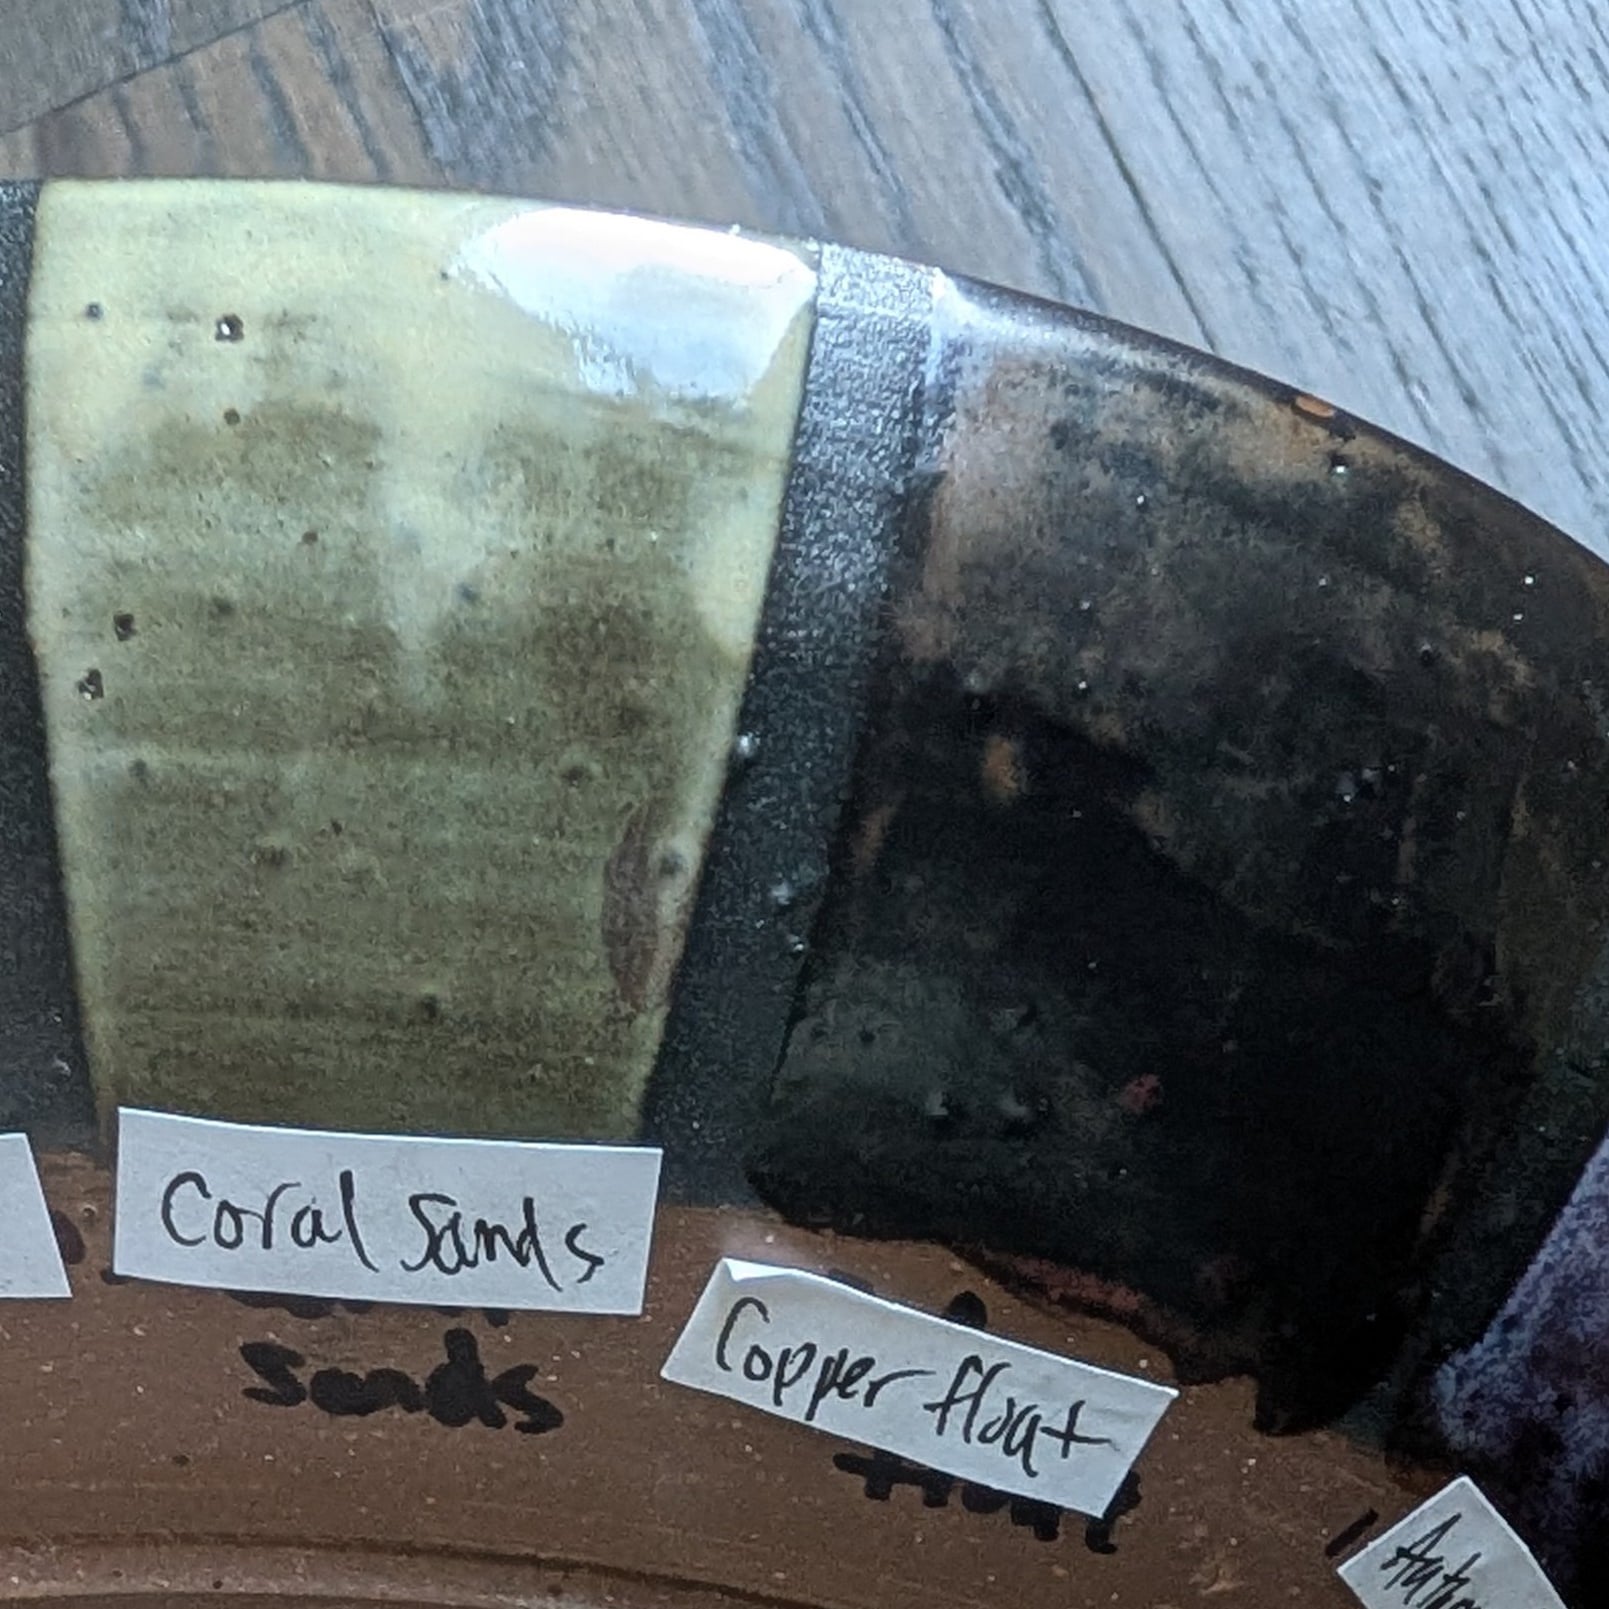 Coral Sands
Sands
Copper float